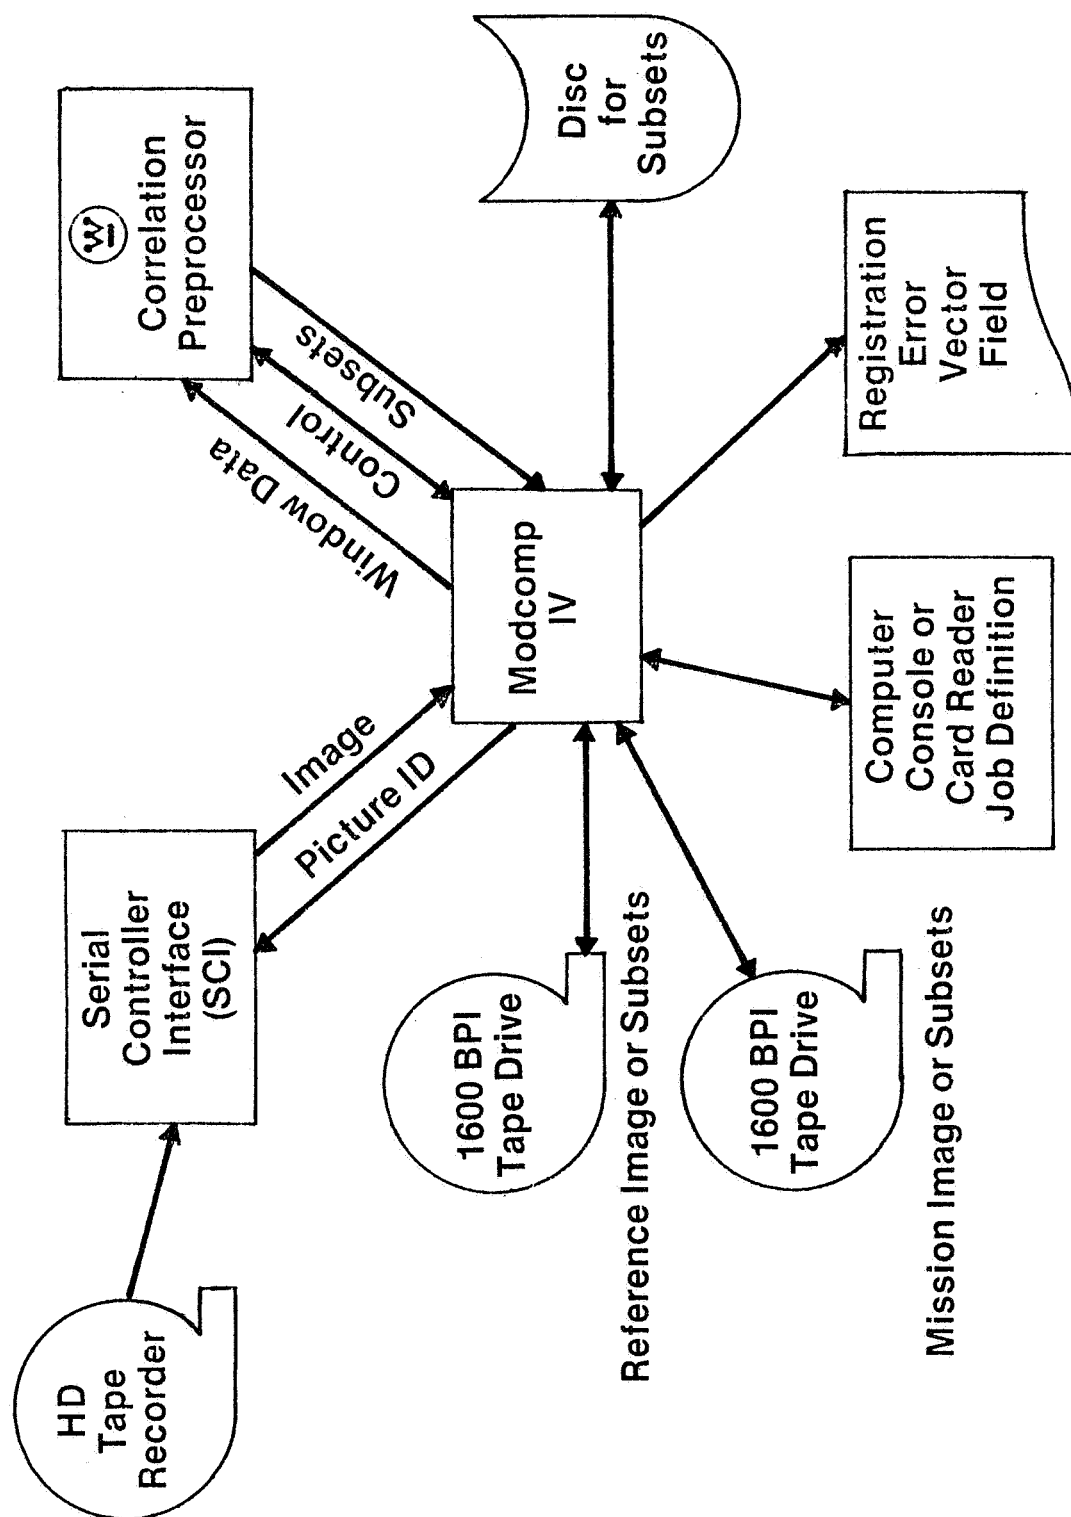 HD
Tape
Recorder
Serial
Controller
Interface
(SCI)
W
Correlation
Preprocessor
Image
Picture ID
Window Data
Control
Subsets
1600 BPI
Tape Drive
Reference Image or Subsets
Modcomp
IV
Disc
for
Subsets
1600 BPI
Tape Drive
Mission Image or Subsets
Computer
Console or
Card Reader
Job Definition
Registration
Error
Vector
Field